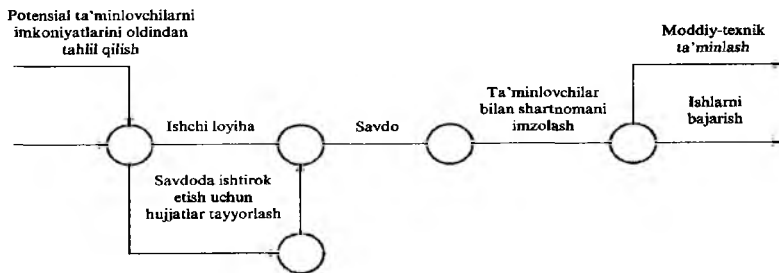 Potensial ta'minlovchilarni
imkoniyatlarini oldindan
tahlil qilish
Moddiy-texnik
ta'minlash
Ishchi loyiha
Savdo
Ta'minlovchilar
bilan shartnomani
imzolash
Ishlarni
bajarish
Savdoda ishtirok
etish uchun
hujjatlar tayyorlash